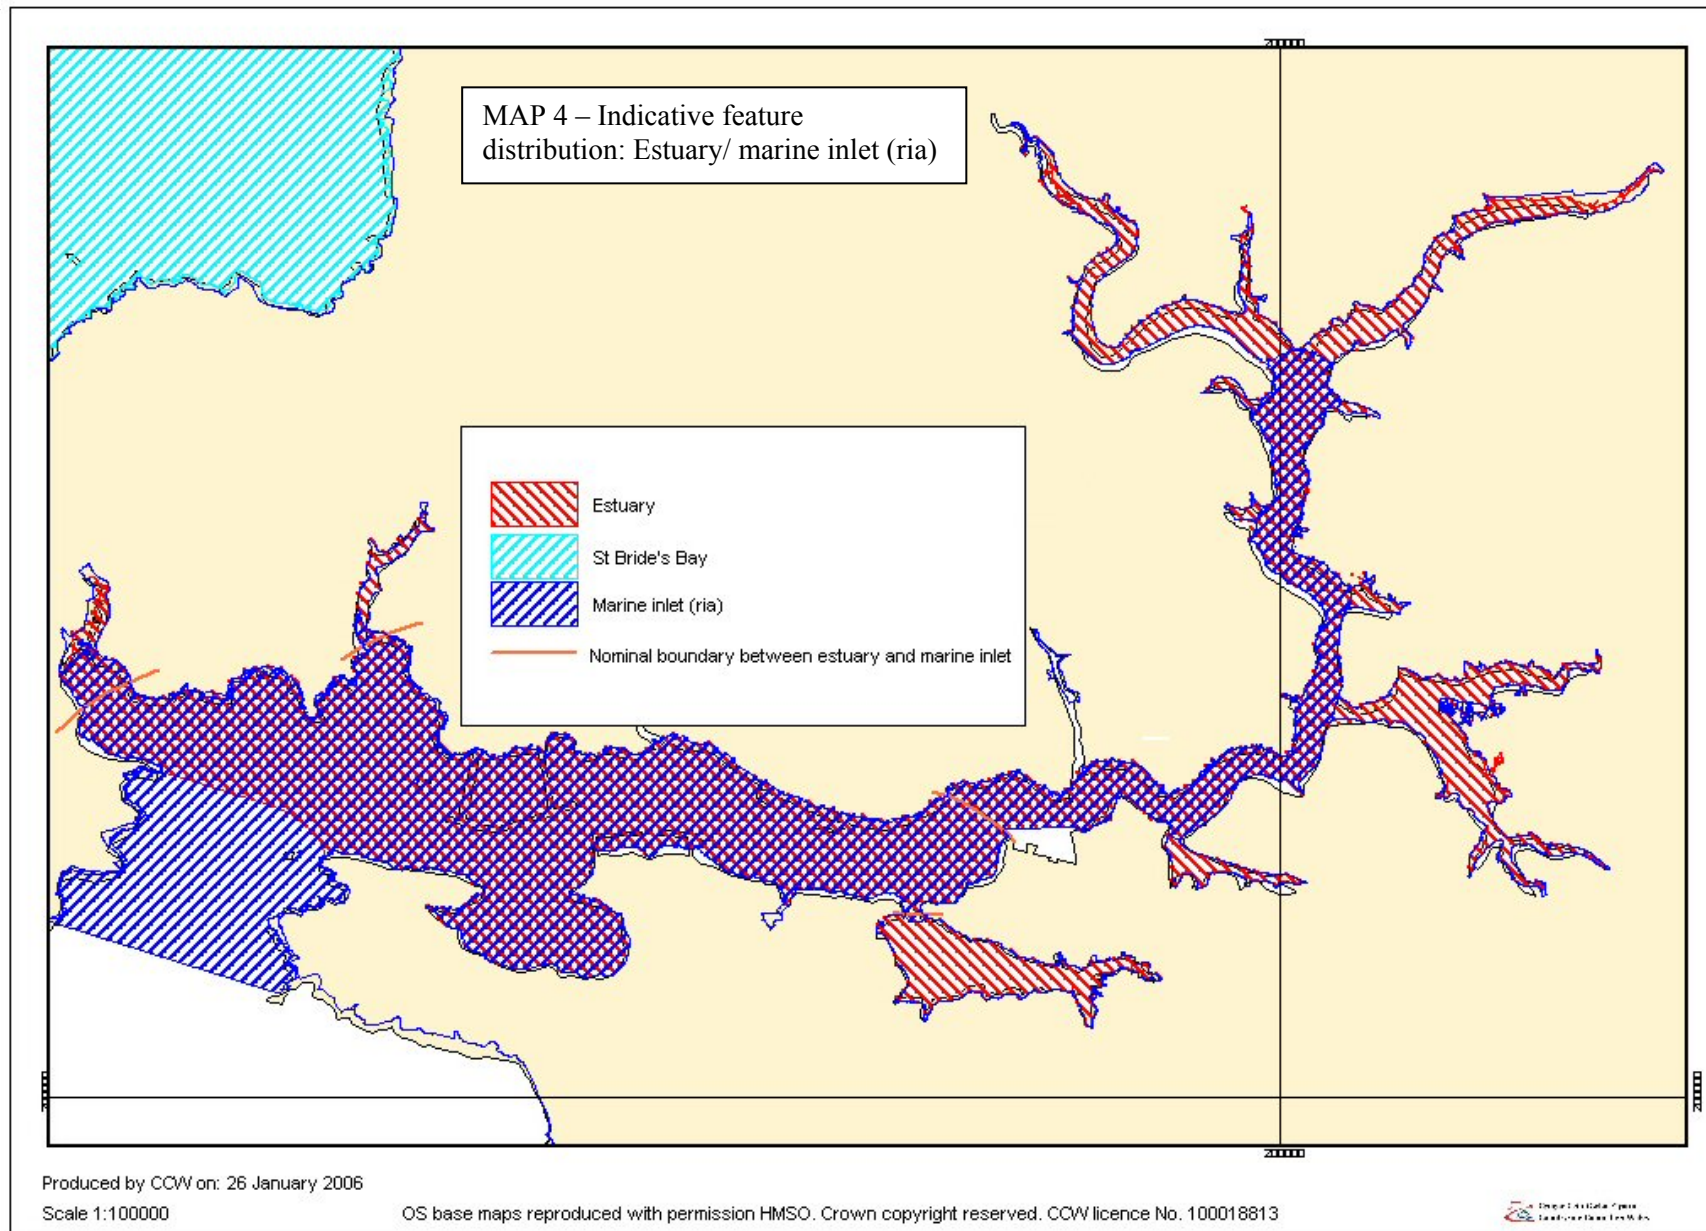 200000
MAP 4 – Indicative feature
distribution: Estuary/ marine inlet (ria)
Estuary
St Bride's Bay
Marine inlet (ria)
Nominal boundary between estuary and marine inlet
200000
Produced by CCW on: 26 January 2006
Scale 1:100000
OS base maps reproduced with permission HMSO. Crown copyright reserved. CCW licence No. 100018813